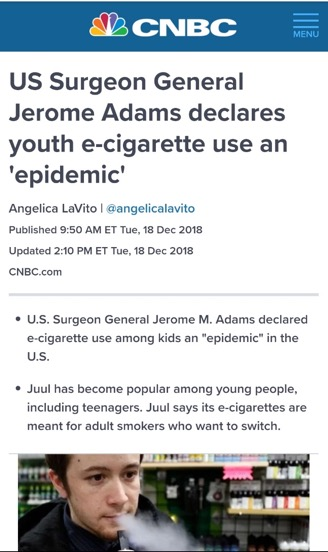 CNBC
MENU
US Surgeon General
Jerome Adams declares
youth e-cigarette use an
'epidemic'
Angelica LaVito | @angelicalavito
Published 9:50 AM ET Tue, 18 Dec 2018
Updated 2:10 PM ET Tue, 18 Dec 2018
CNBC.com
• U.S. Surgeon General Jerome M. Adams declared
e-cigarette use among kids an "epidemic" in the
U.S.
• Juul has become popular among young people,
including teenagers. Juul says its e-cigarettes are
meant for adult smokers who want to switch.